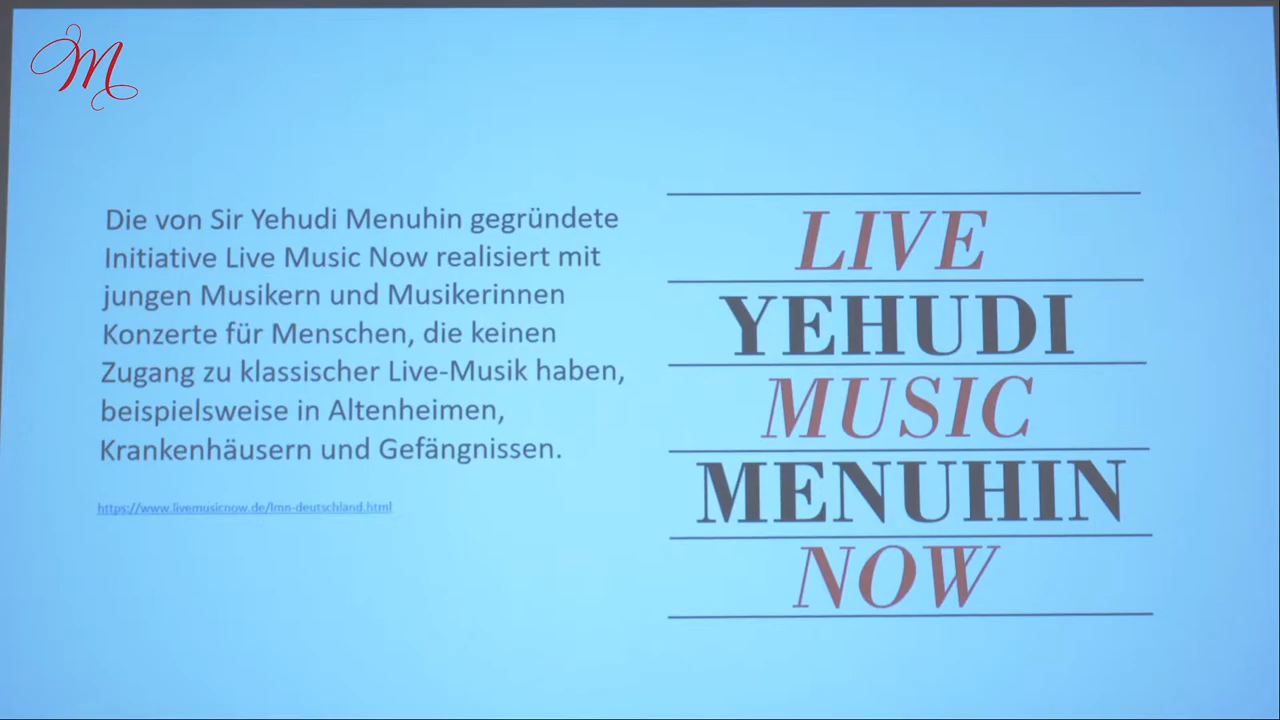 M
Die von Sir Yehudi Menuhin gegründete
Initiative Live Music Now realisiert mit
jungen Musikern und Musikerinnen
Konzerte für Menschen, die keinen
Zugang zu klassischer Live-Musik haben,
beispielsweise in Altenheimen,
Krankenhäusern und Gefängnissen.
https://www.livemusicnow.de/lmn-deutschland.html
LIVE
YEHUDI
MUSIC
MENUHIN
NOW